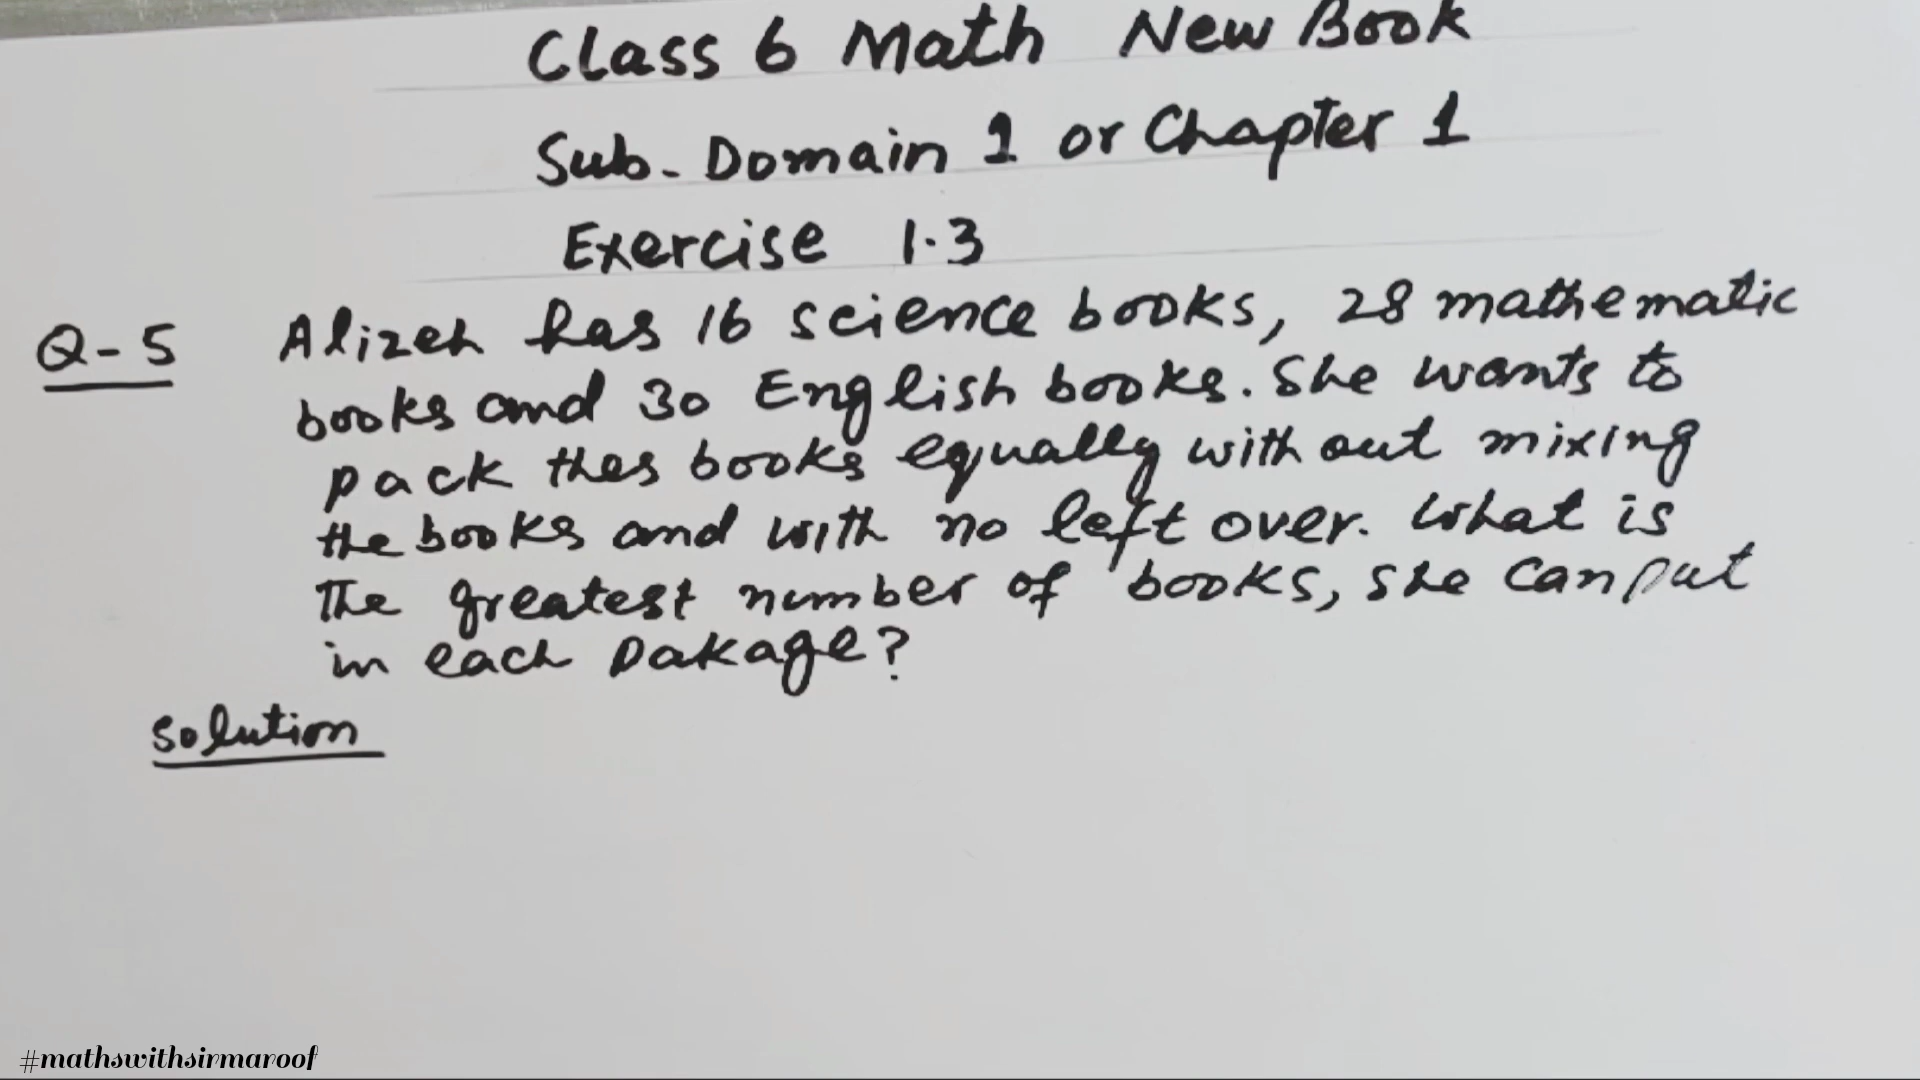 Class 6 Math New Book
Sub-Domain 1 or Chapter 1
Exercise 1.3
Q-5 Alizeh has 16 science books, 28 mathematic
books and 30 English books. She wants to
pack thes books equally with out mixing
the books and with no left over. What is
The greatest number of books, she can put
in each Pakage?
Solution
#mathswithsirmaroof